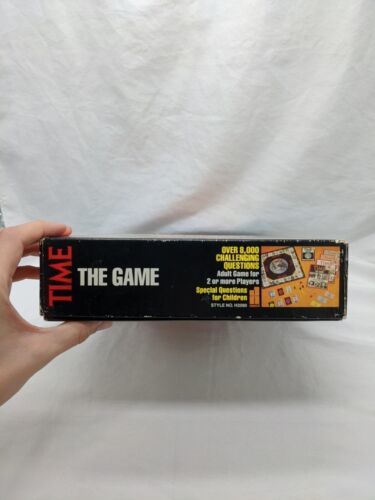 TIME
THE GAME
OVER 8,000
CHALLENGING
QUESTIONS
Adult Game for
2 or more Players
Special Questions
for Children